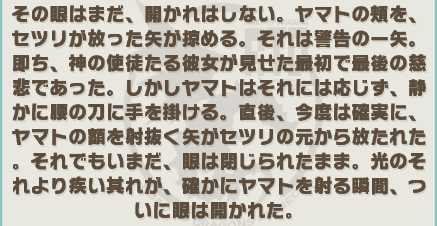 その眼はまだ、開かれはしない。ヤマトの頬を、
セツリが放った矢が掠める。それは警告の一矢。
即ち、神の使徒たる彼女が見せた最初で最後の慈
悲であった。しかしヤマトはそれには応じず、静
かに腰の刀に手を掛ける。直後、今度は確実に、
ヤマトの額を射抜く矢がセツリの元から放たれた
。それでもいまだ、眼は閉じられたまま。光のそ
れより疾い其れが、確かにヤマトを射る瞬間、つ
いに眼は開かれた。